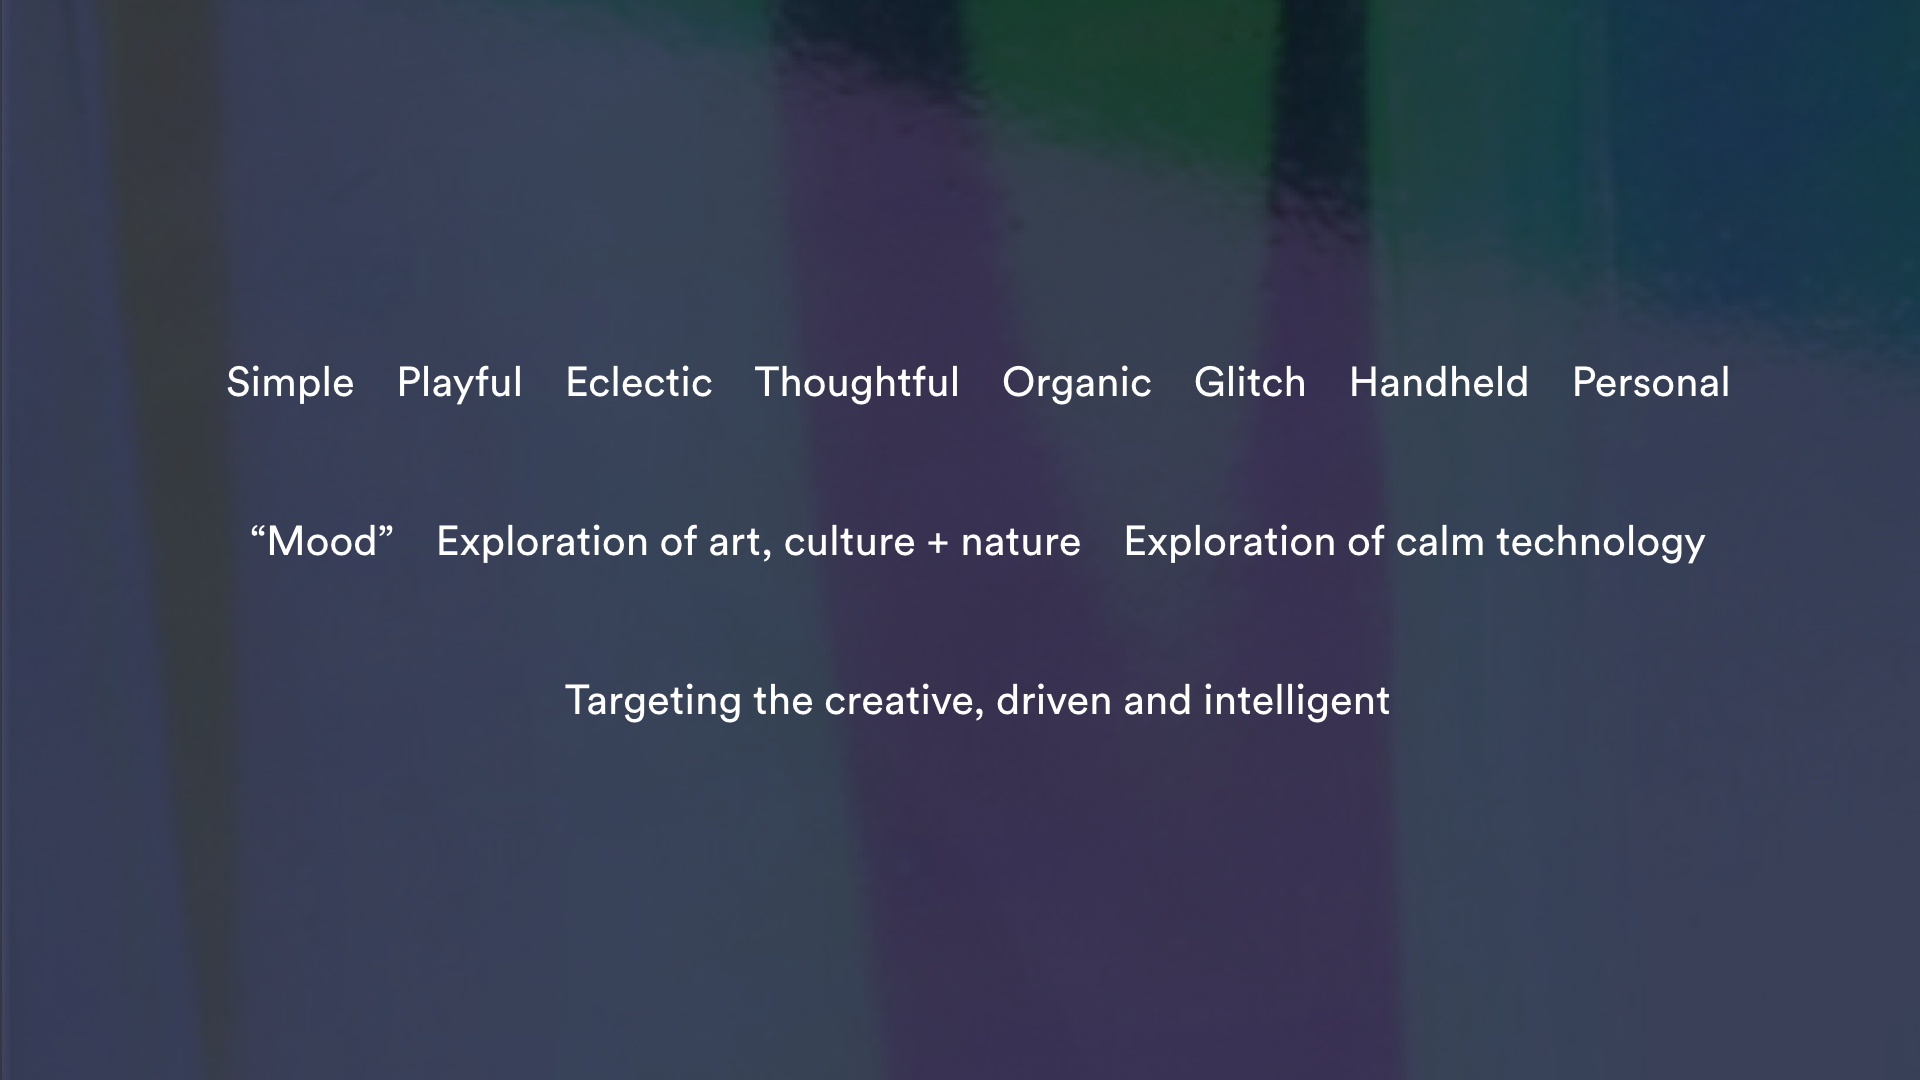 Simple Playful Eclectic Thoughtful Organic Glitch Handheld Personal
“Mood” Exploration of art, culture + nature Exploration of calm technology
Targeting the creative, driven and intelligent